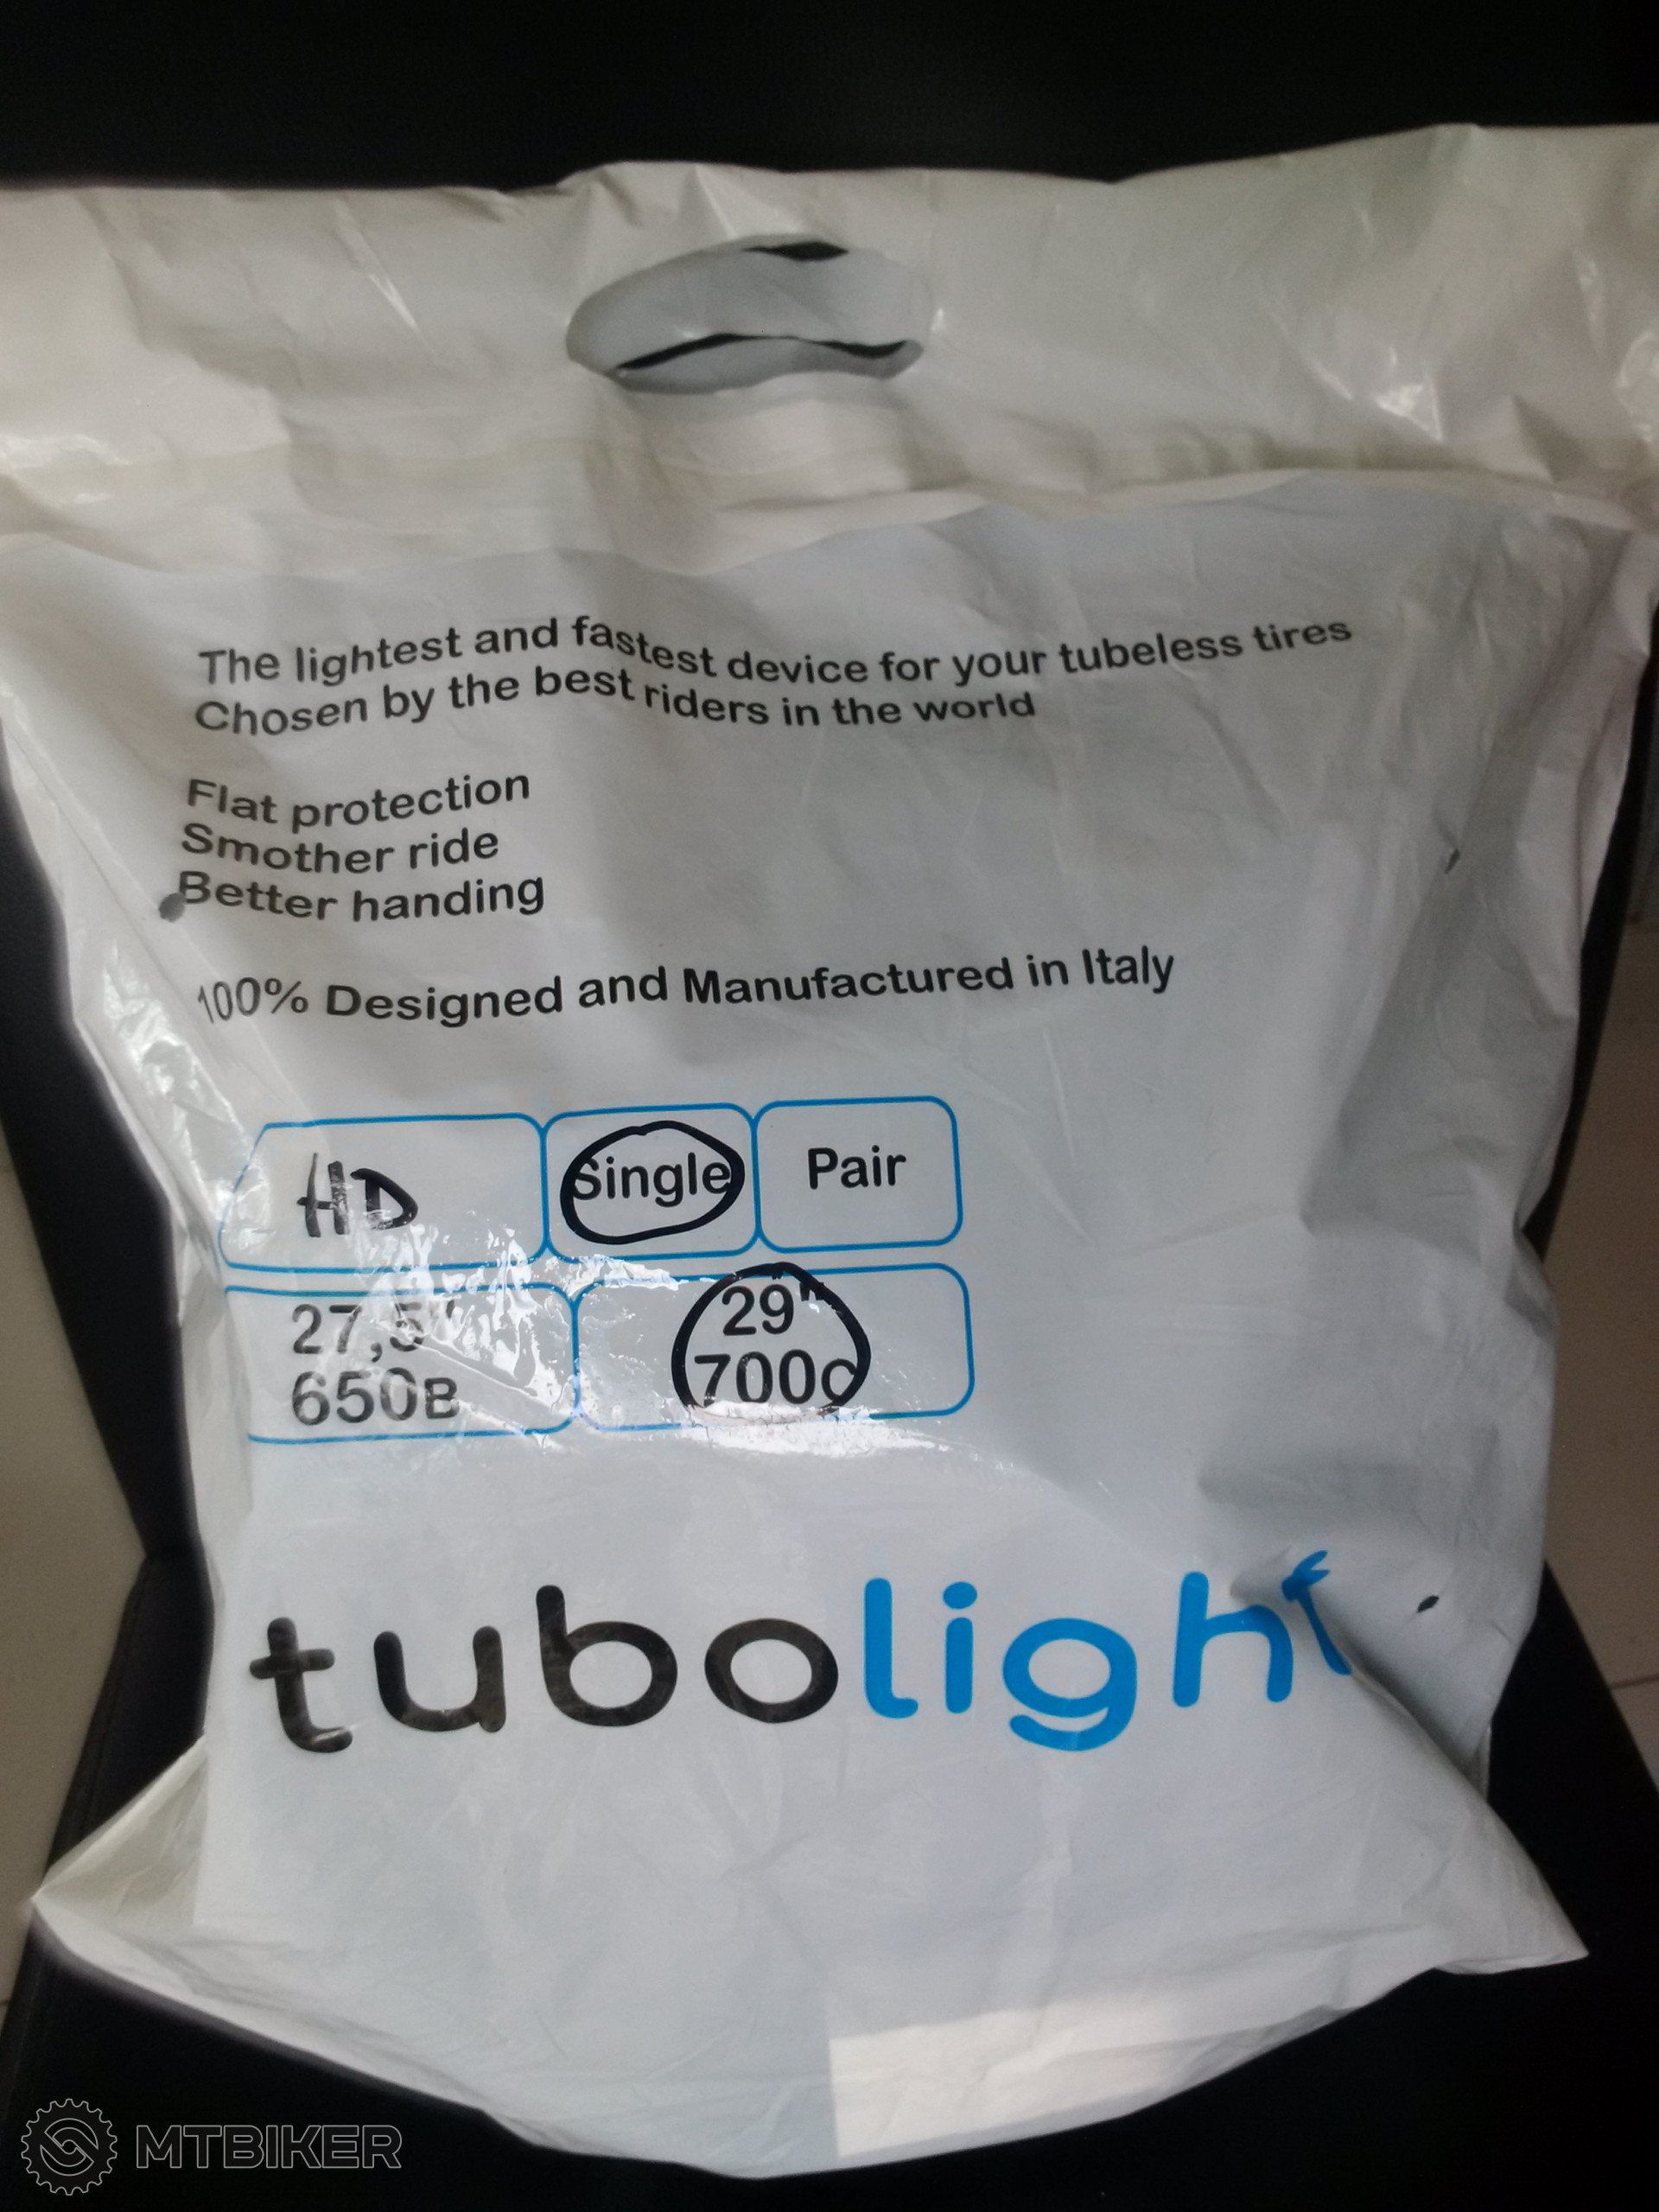 The lightest and fastest device for your tubeless tires
Chosen by the best riders in the world
Flat protection
Smother ride
Better handing
100% Designed and Manufactured in Italy
HD Single Pair
27,5" 29"
650B 700c
tubolight
MTBIKER